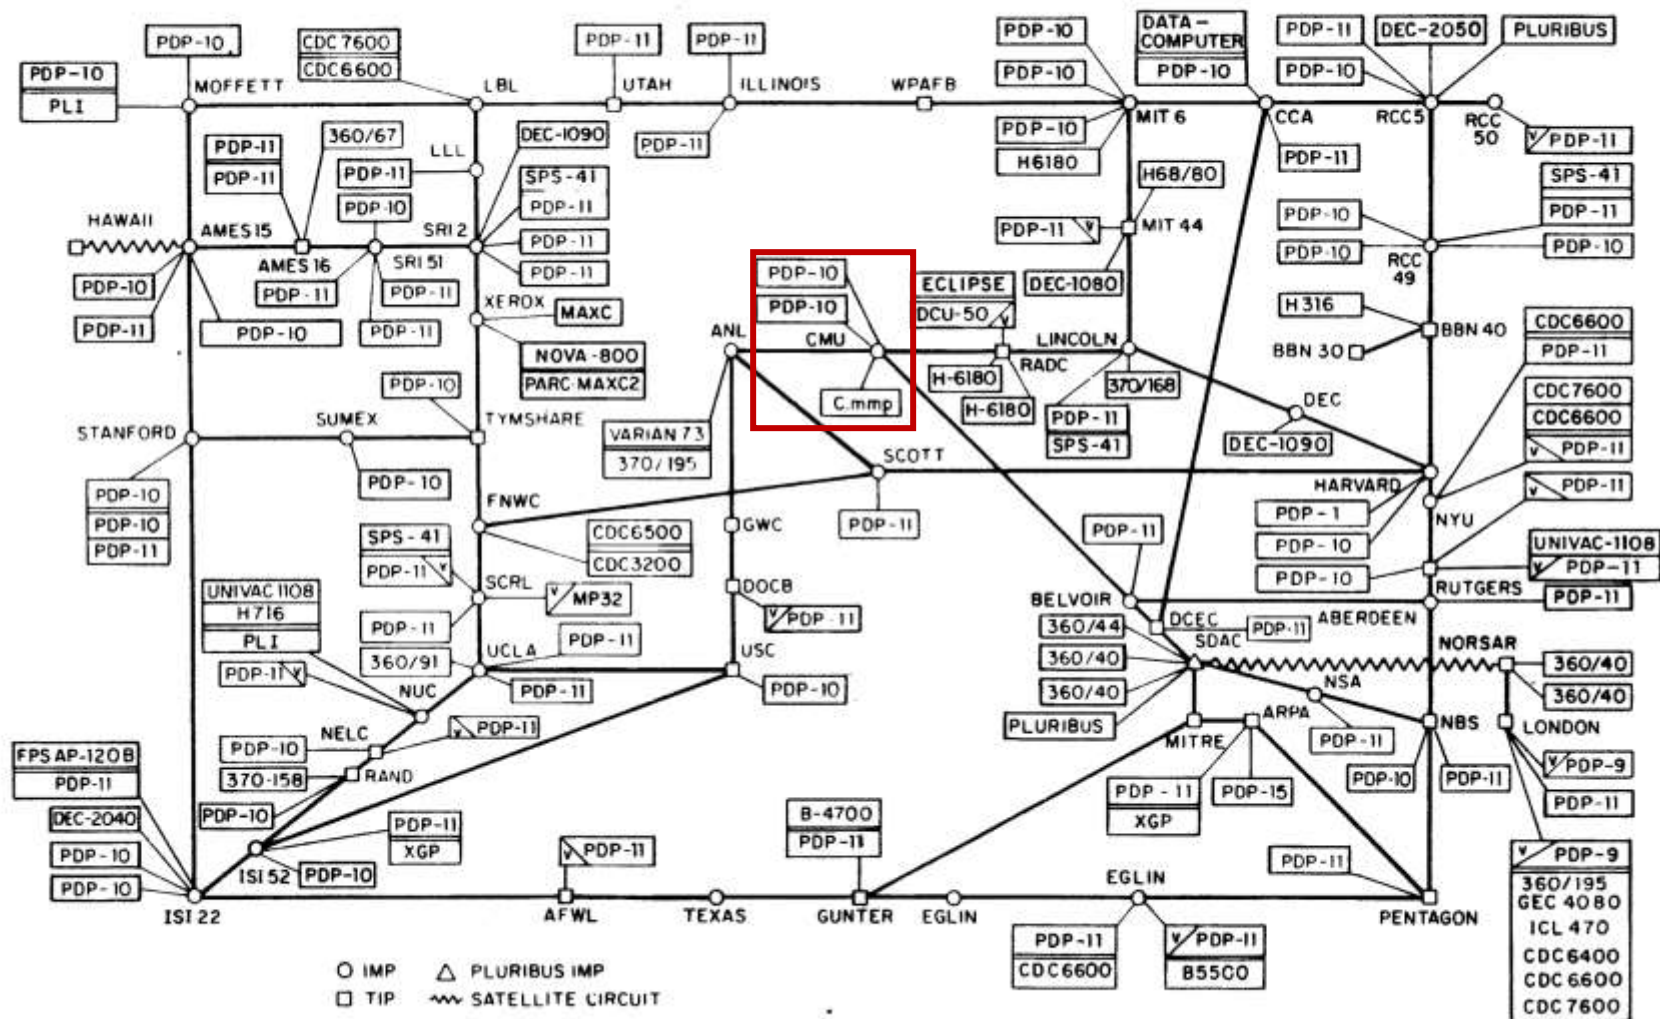 PDP-10
CDC 7600
CDC6600
PDP-11
PDP-11
PDP-10
DATA-
COMPUTER
PDP-10
PDP-11
DEC-2050
PLURIBUS
PDP-10
PLI
MOFFETT
LBL
UTAH
ILLINOIS
WPAFB
PDP-10
PDP-10
MIT 6
CCA
RCC5
RCC
50
PDP-11
PDP-11
360/67
LLL
DEC-1090
PDP-11
PDP-10
H6180
PDP-11
V PDP-11
PDP-11
PDP-11
SPS-41
PDP-11
H68/80
SPS-41
PDP-11
HAWAII
AMES 15
AMES 16
PDP-10
SRI 51
SRI 2
PDP-11
PDP-11
PDP-11 V
MIT 44
PDP-10
PDP-10
RCC
49
PDP-10
PDP-10
PDP-11
PDP-11
PDP-11
PDP-10
PDP-11
XEROX
MAXC
PDP-10
PDP-10
ECLIPSE
DCU-50 V
DEC-1080
H316
BBN 40
BBN 30
CDC6600
PDP-11
NOVA-800
PARC-MAXC2
ANL
CMU
RADC
LINCOLN
PDP-10
C.mmp
H-6180
H-6180
370/168
DEC
CDC7600
CDC6600
V PDP-11
STANFORD
SUMEX
TYMSHARE
VARIAN 73
370/195
PDP-11
SPS-41
DEC-1090
SCOTT
HARVARD
V PDP-11
PDP-10
PDP-10
PDP-11
PDP-10
FNWC
PDP-11
PDP-1
PDP-10
PDP-10
NYU
SPS-41
PDP-11 V
CDC6500
CDC3200
GWC
PDP-11
UNIVAC-1108
V PDP-11
UNIVAC 1108
H716
PLI
SCRL
V MP32
DOCB
V PDP-11
BELVOIR
ABERDEEN
RUTGERS
PDP-11
PDP-11
360/91
UCLA
PDP-11
PDP-11
USC
PDP-10
360/44
360/40
360/40
PLURIBUS
DCEC
PDP-11
SDAC
NORSAR
360/40
360/40
PDP-11 V
NUC
NSA
PDP-11
NELC
V PDP-11
PDP-10
MITRE
ARPA
NBS
LONDON
FPS AP-120B
PDP-11
370-158
RAND
PDP-10
PDP-11
XGP
PDP-15
PDP-10
PDP-11
V PDP-9
PDP-11
DEC-2040
PDP-10
PDP-10
PDP-11
XGP
ISI 52
PDP-10
V PDP-11
B-4700
PDP-11
PDP-11
V PDP-9
360/195
GEC 4080
ICL 470
CDC6400
CDC 6600
CDC 7600
ISI 22
AFWL
TEXAS
GUNTER
EGLIN
EGLIN
PENTAGON
PDP-11
CDC6600
V PDP-11
B5500
IMP
PLURIBUS IMP
TIP
SATELLITE CIRCUIT